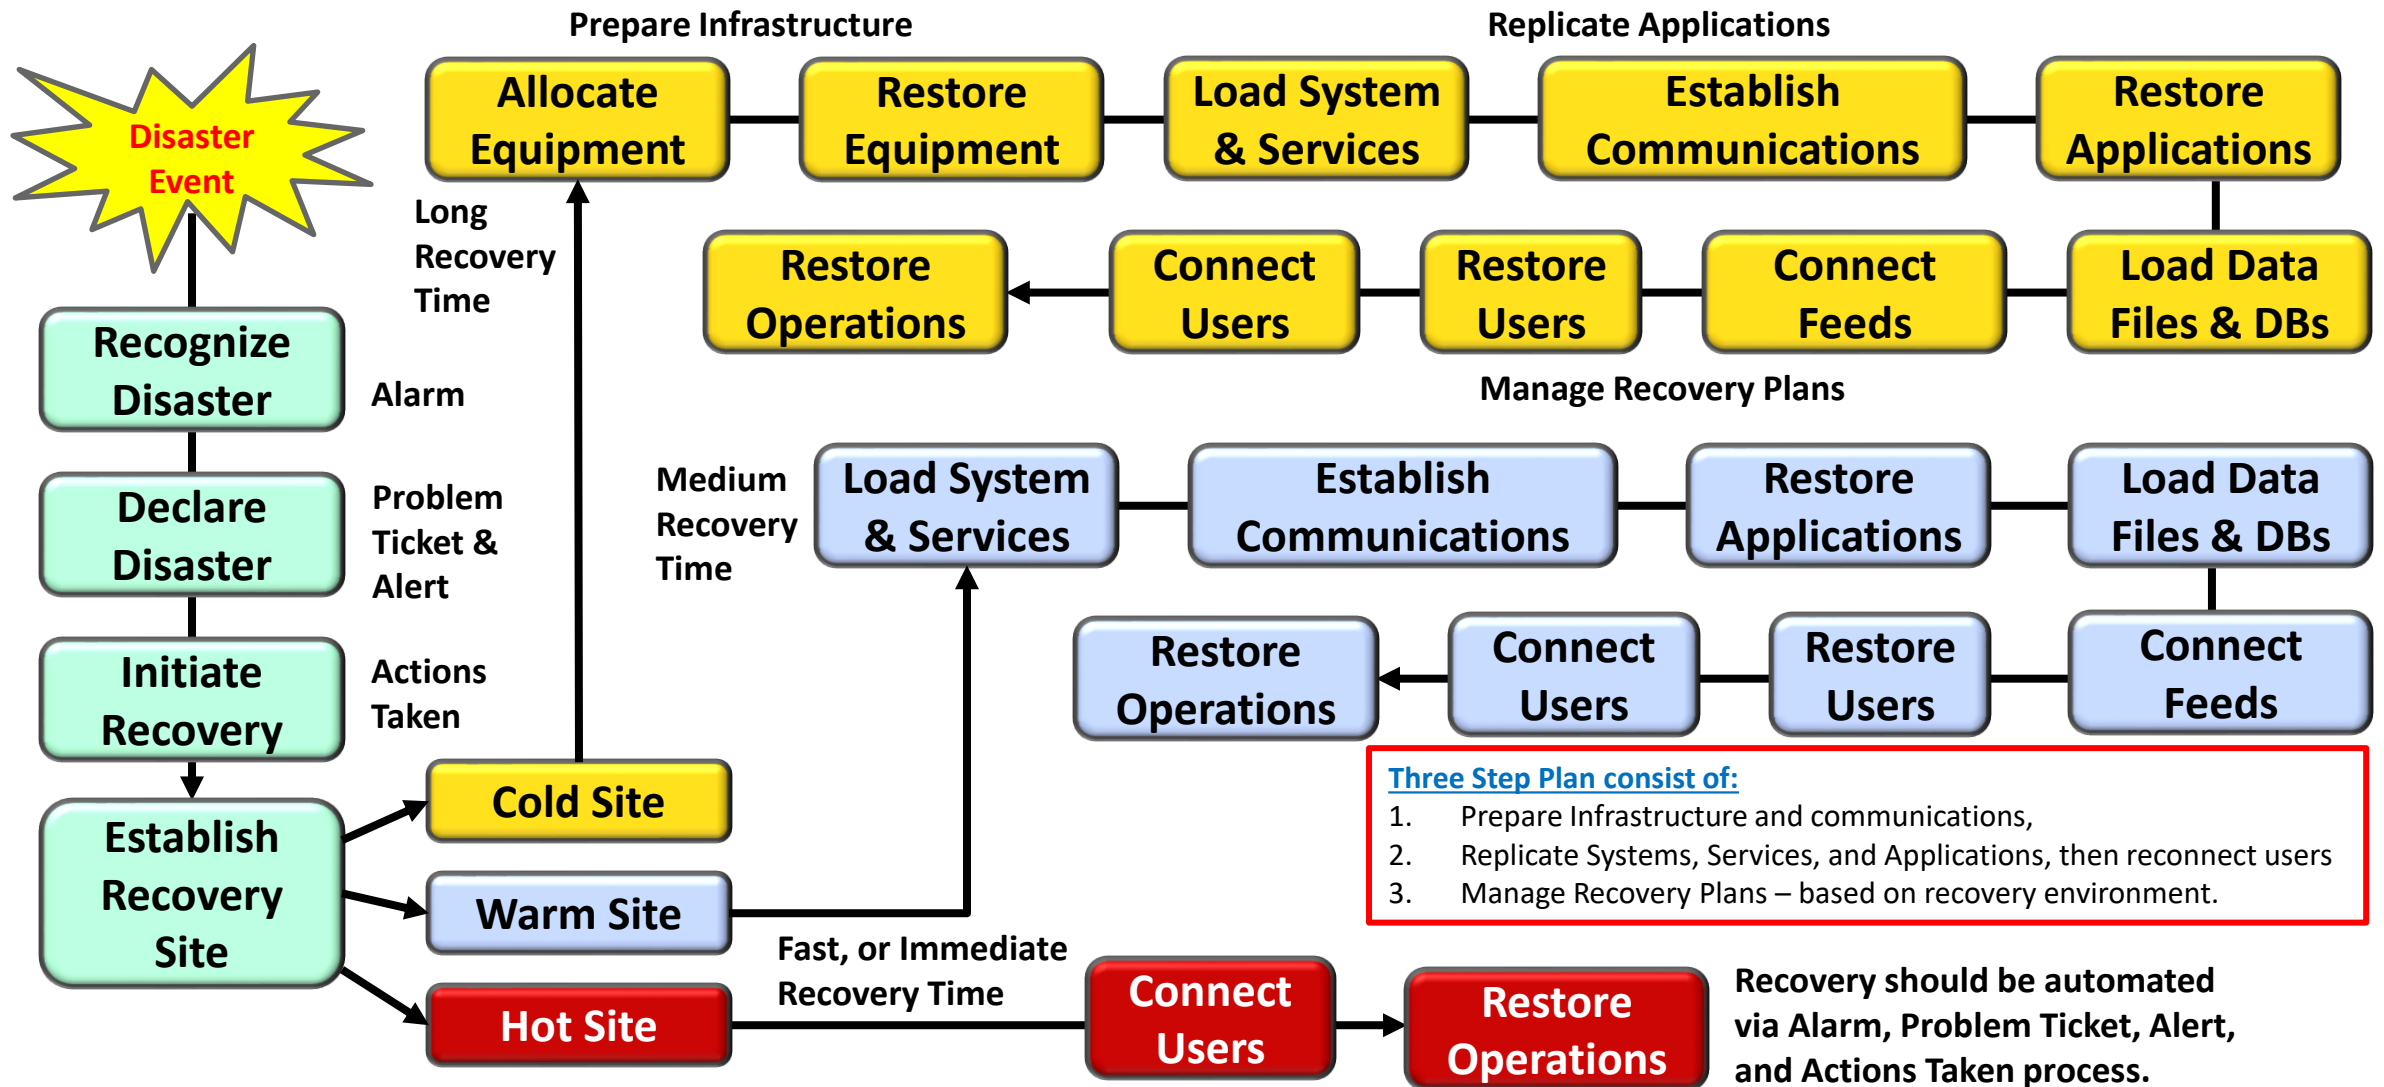 Prepare Infrastructure
Replicate Applications
Disaster
Event
Allocate
Equipment
Restore
Equipment
Load System
& Services
Establish
Communications
Restore
Applications
Long
Recovery
Time
Restore
Operations
Connect
Users
Restore
Users
Connect
Feeds
Load Data
Files & DBs
Manage Recovery Plans
Recognize
Disaster
Alarm
Declare
Disaster
Problem
Ticket &
Alert
Medium
Recovery
Time
Load System
& Services
Establish
Communications
Restore
Applications
Load Data
Files & DBs
Initiate
Recovery
Actions
Taken
Restore
Operations
Connect
Users
Restore
Users
Connect
Feeds
Establish
Recovery
Site
Cold Site
Warm Site
Hot Site
Three Step Plan consist of:
1. Prepare Infrastructure and communications,
2. Replicate Systems, Services, and Applications, then reconnect users
3. Manage Recovery Plans – based on recovery environment.
Fast, or Immediate
Recovery Time
Connect
Users
Restore
Operations
Recovery should be automated
via Alarm, Problem Ticket, Alert,
and Actions Taken process.